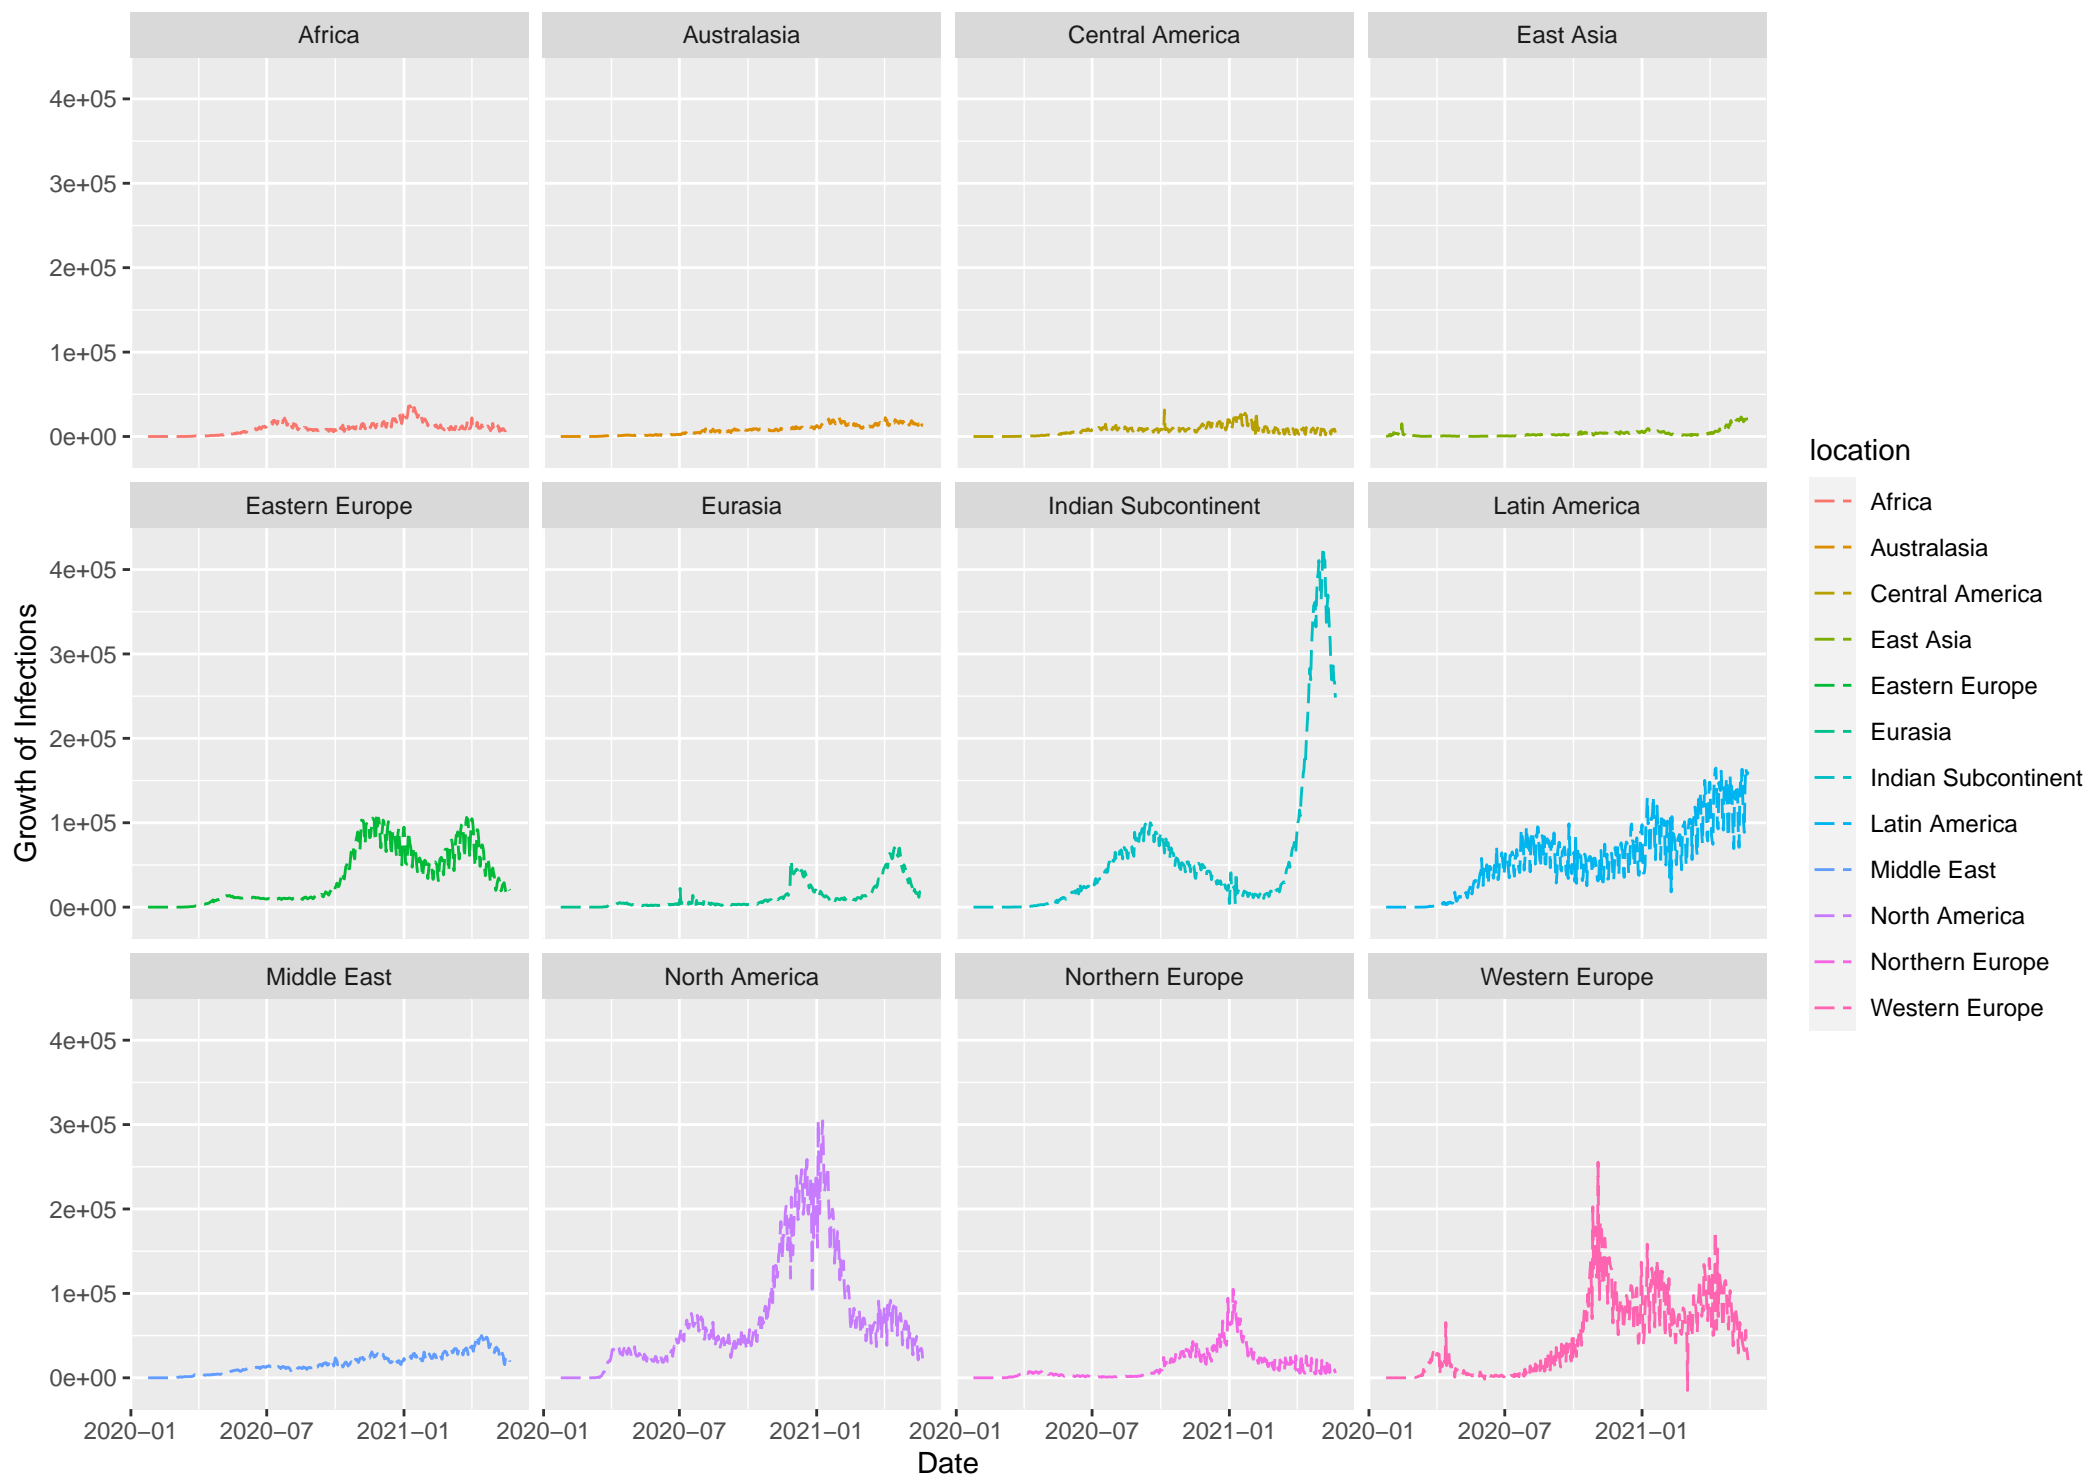 Africa
Australasia
Central America
East Asia
4e+05
3e+05
2e+05
1e+05
0e+00
Eastern Europe
Eurasia
Indian Subcontinent
Latin America
4e+05
3e+05
2e+05
1e+05
0e+00
Middle East
North America
Northern Europe
Western Europe
4e+05
3e+05
2e+05
1e+05
0e+00
2020−01
2020−07
2021−01
2020−01
2020−07
2021−01
2020−01
2020−07
2021−01
2020−01
2020−07
2021−01
Date
Growth of Infections
location
Africa
Australasia
Central America
East Asia
Eastern Europe
Eurasia
Indian Subcontinent
Latin America
Middle East
North America
Northern Europe
Western Europe